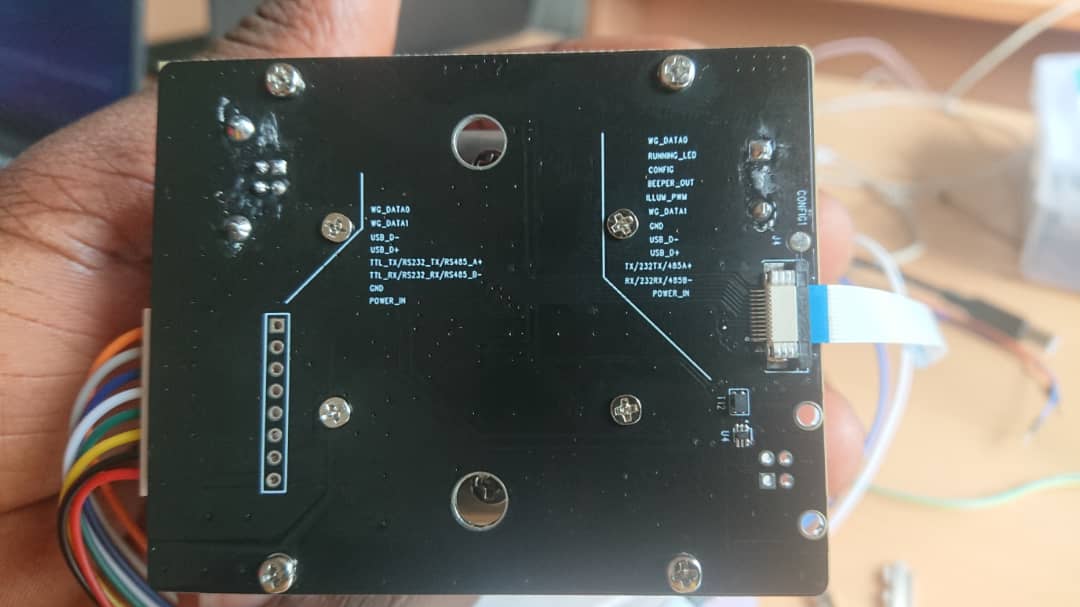 WG_DATA0
WG_DATA1
USB_D-
USB_D+
TTL_TX/RS232_TX/RS485_A+
TTL_RX/RS232_RX/RS485_B-
GND
POWER_IN
WG_DATA0
RUNNING_LED
CONFIG
BEEPER_OUT
ILLUM_PWM
WG_DATA1
GND
USB_D-
USB_D+
TX/232TX/485A+
RX/232RX/485B-
POWER_IN
CONFIG1
J4
U4